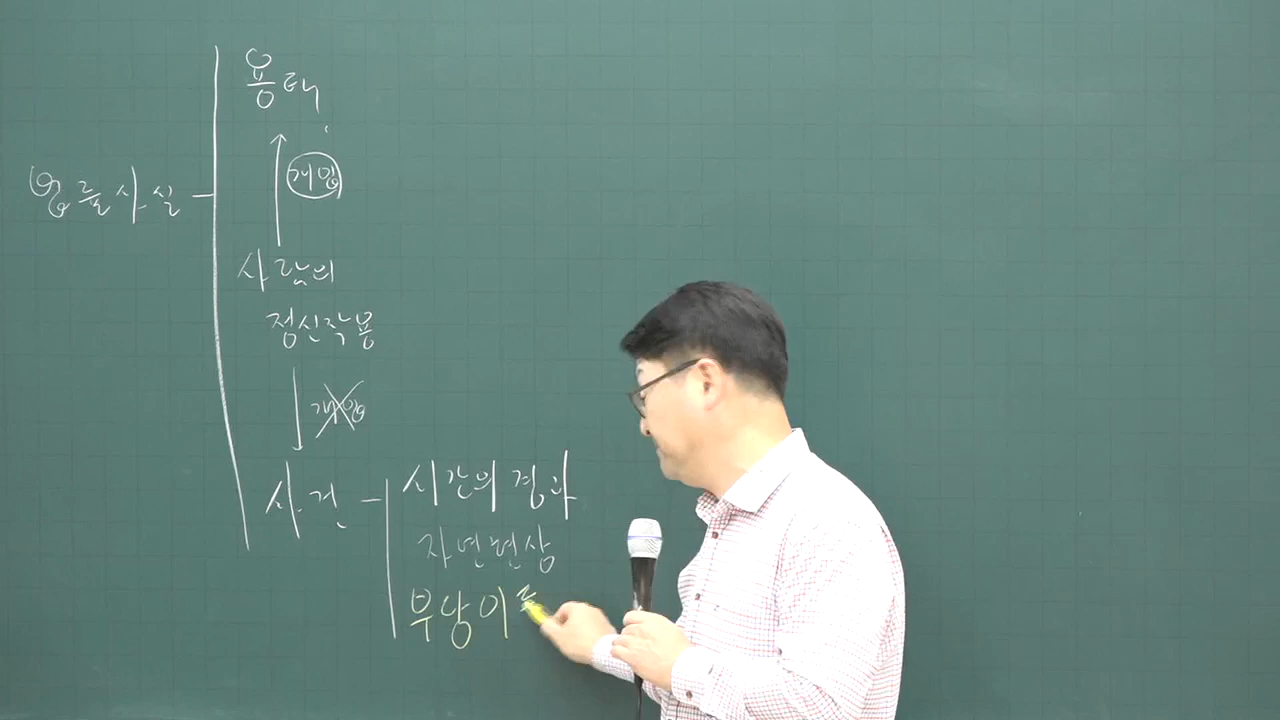 용태
개입
법률사실
사람의
정신작용
개입
사건
시간의 경과
자연현상
부당이